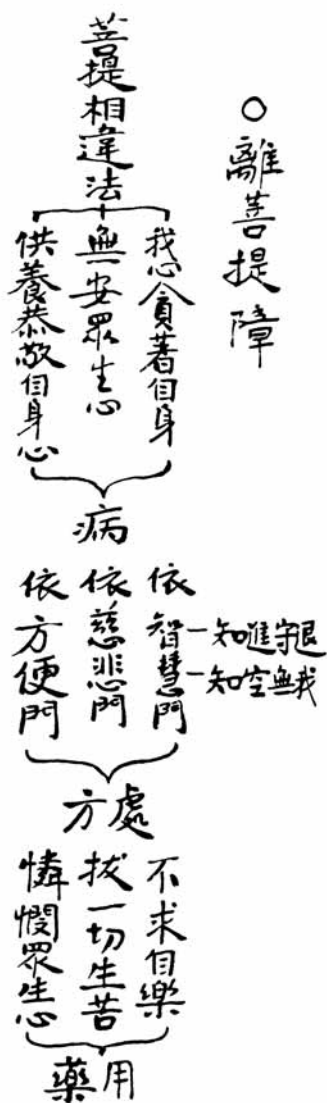 ○離菩提障
菩提相違法
我心貪著自身
無安眾生心
供養恭敬自身心
病
依智慧門
知進守退
知空無我
依慈悲門
依方便門
處方
不求自樂
拔一切生苦
憐憫眾生心
用藥